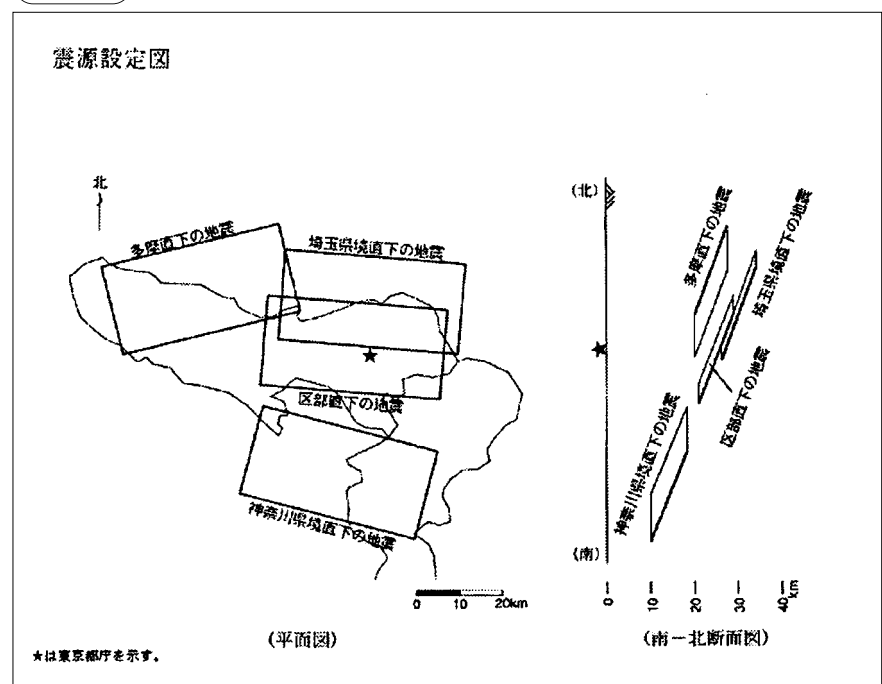 震源設定図
北
多摩直下の地震
埼玉県境直下の地震
区部直下の地震
神奈川県境直下の地震
0 10 20km
(平面図)
★は東京都庁を示す。
(北)
多摩直下の地震
埼玉県境直下の地震
区部直下の地震
神奈川県境直下の地震
(南)
0 10 20 30 40 km
(南ー北断面図)